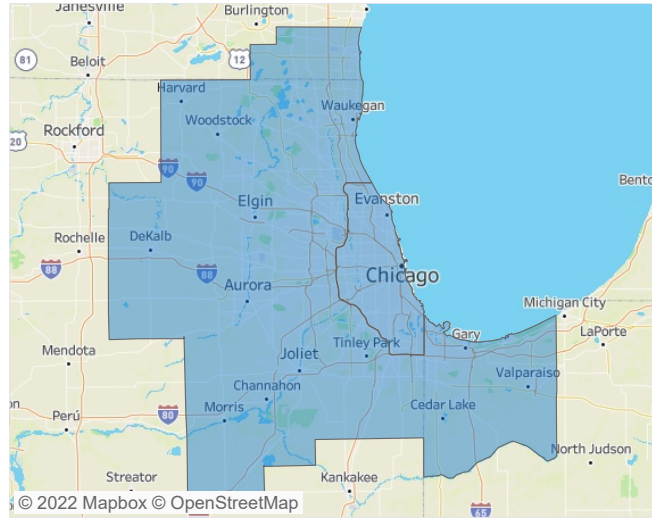 Janesville
Burlington
81
12
Beloit
Harvard
Waukegan
Woodstock
Rockford
20
90
90
Evanston
Elgin
Bento
DeKalb
Rochelle
88
88
Chicago
Aurora
Michigan City
Gary
LaPorte
Tinley Park
Mendota
Joliet
Valparaiso
Channahon
on
80
Morris
Cedar Lake
Perú
North Judson
Streator
Kankakee
65
© 2022 Mapbox © OpenStreetMap